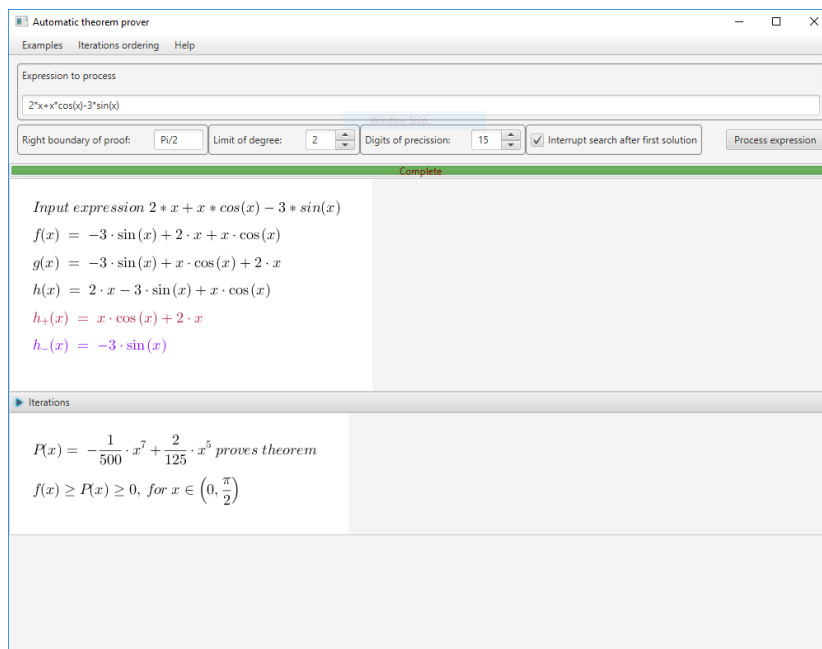 Automatic theorem prover
Examples Iterations ordering Help
Expression to process
2*x+x*cos(x)-3*sin(x)
Window Snip
Right boundary of proof: Pi/2 Limit of degree: 2 Digits of precission: 15 Interrupt search after first solution Process expression
Complete
Input expression 2 * x + x * cos(x) − 3 * sin(x)
f(x) = −3 · sin (x) + 2 · x + x · cos (x)
g(x) = −3 · sin (x) + x · cos (x) + 2 · x
h(x) = 2 · x − 3 · sin (x) + x · cos (x)
h₊(x) = x · cos (x) + 2 · x
h₋(x) = −3 · sin (x)
Iterations
P(x) = −1/500 · x⁷ + 2/125 · x⁵ proves theorem
f(x) ≥ P(x) ≥ 0, for x ∈ (0, π/2)